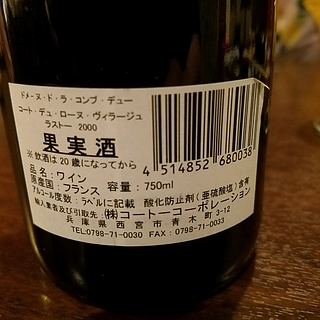 ドメ-ヌ・ド・ラ・コンブ・デュー
コート・デュ・ローヌ・ヴィラージュ
ラストー 2000
果実酒
※飲酒は20歳になってから
4 514852 680038
品名：ワイン
原産国：フランス 容量：750ml
アルコール度数：ラベルに記載 酸化防止剤(亜硫酸塩)含有
輸入業者及び引取先：(株)コートーコーポレーション
兵庫県西宮市青木町3-12
TEL:0798-71-0030 FAX：0798-71-0033